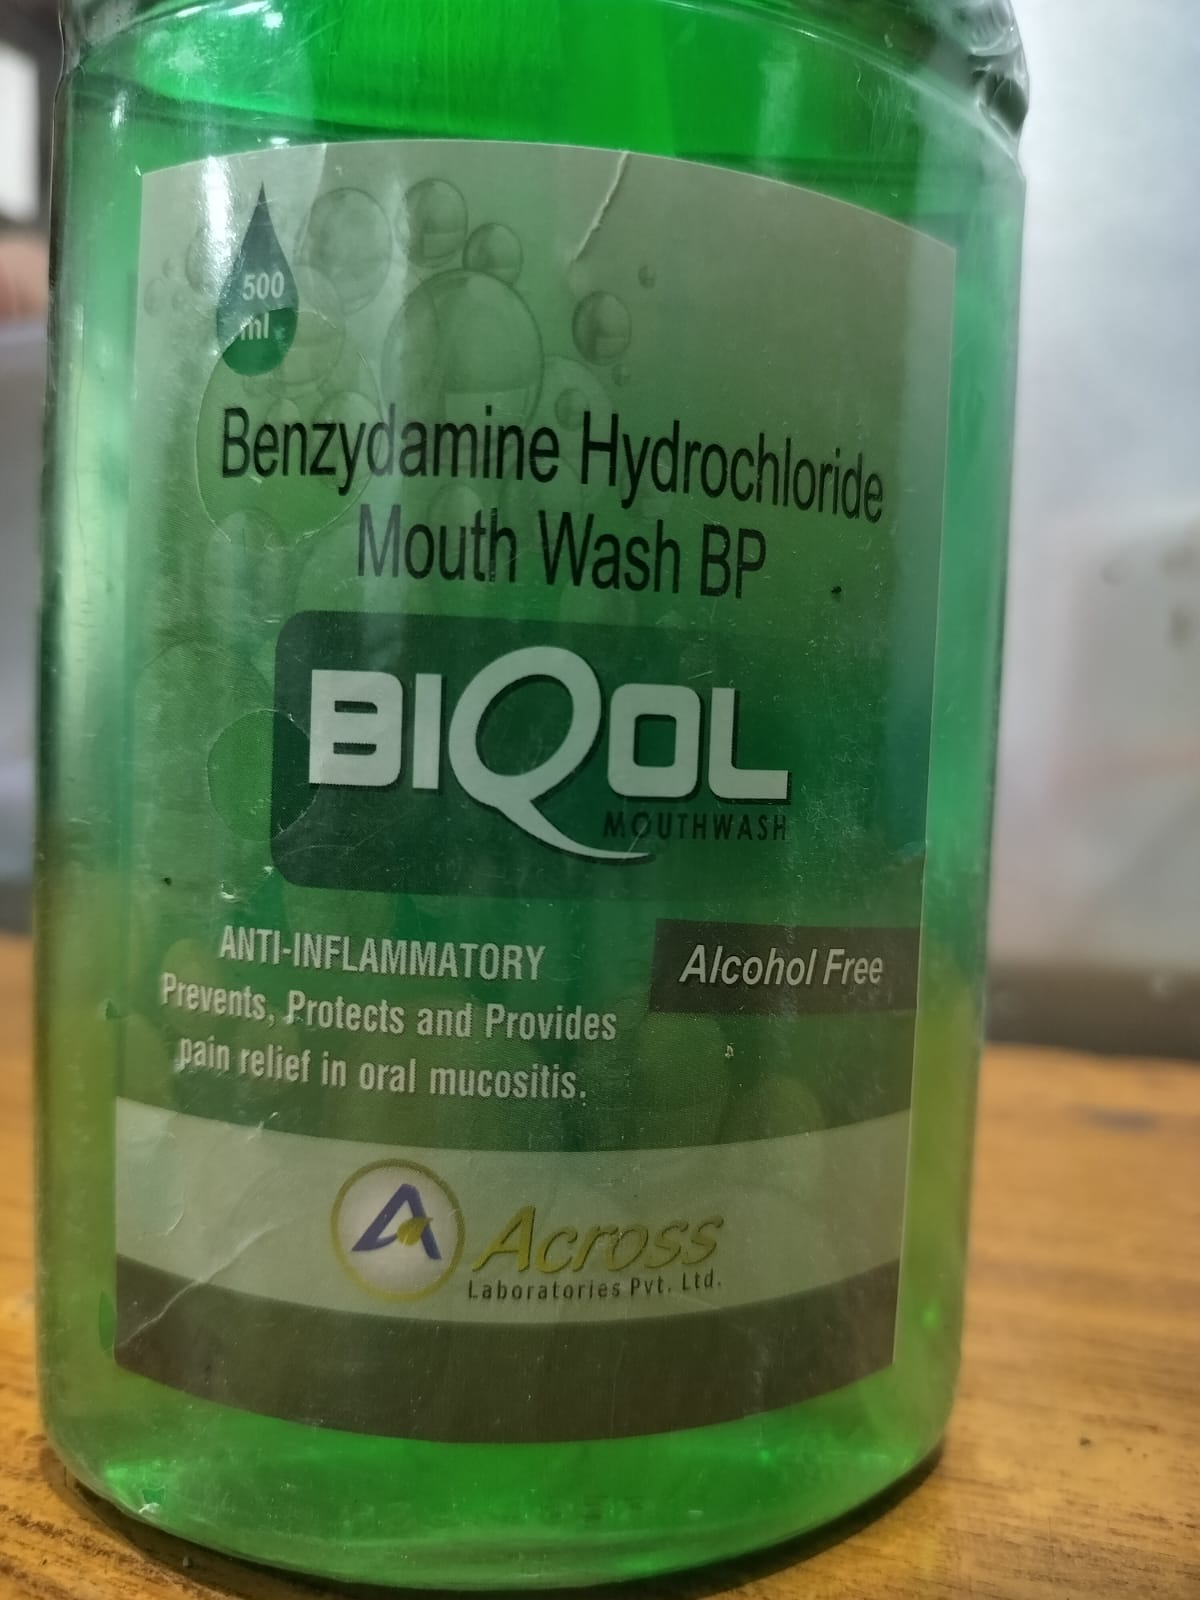 500
ml
Benzydamine Hydrochloride
Mouth Wash BP
BIQOL
MOUTHWASH
ANTI-INFLAMMATORY
Prevents, Protects and Provides
pain relief in oral mucositis.
Alcohol Free
Across
Laboratories Pvt. Ltd.